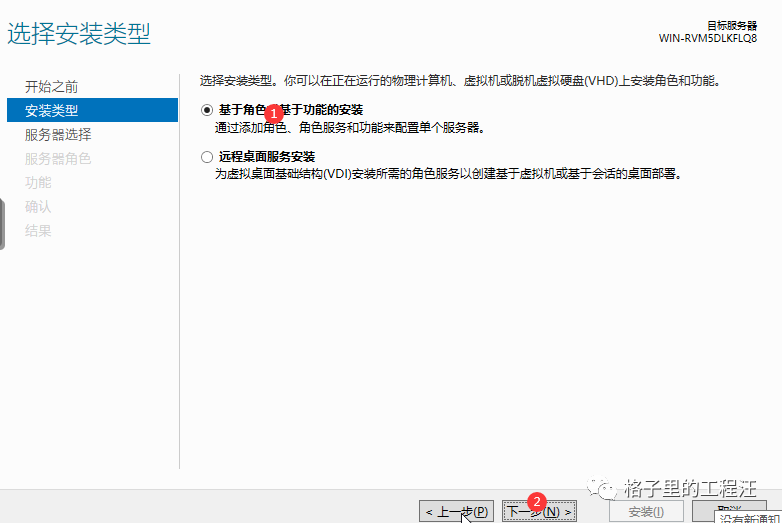 选择安装类型
目标服务器
WIN-RVM5DLKFLQ8
开始之前
安装类型
服务器选择
服务器角色
功能
确认
结果
选择安装类型。你可以在正在运行的物理计算机、虚拟机或脱机虚拟硬盘(VHD)上安装角色和功能。
基于角色 1 基于功能的安装
通过添加角色、角色服务和功能来配置单个服务器。
远程桌面服务安装
为虚拟桌面基础结构(VDI)安装所需的角色服务以创建基于虚拟机或基于会话的桌面部署。
格子里的工程汪
2
< 上一步(P)
下一步(N) >
安装(I)
取消
没有新通知